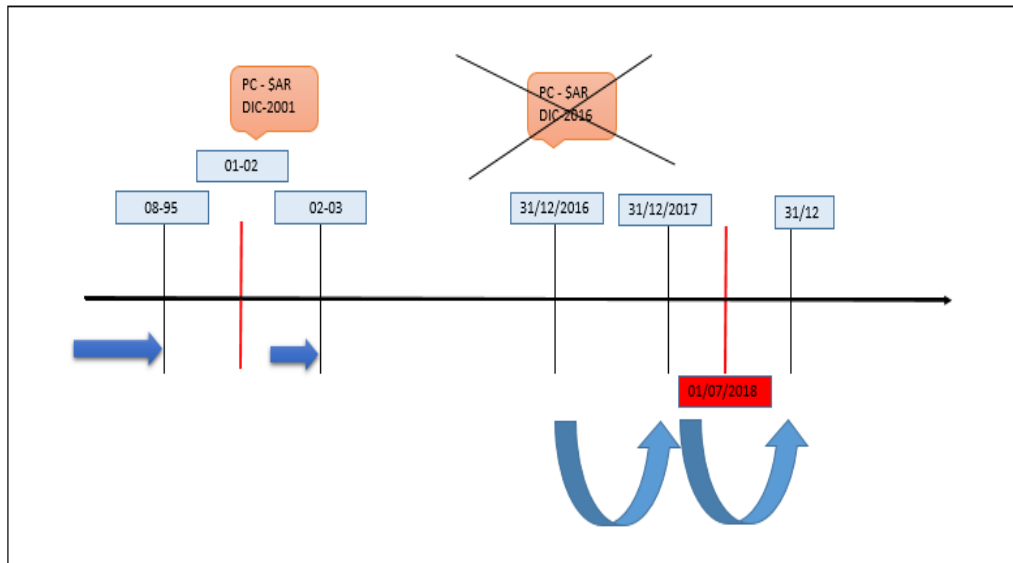 PC - $AR
DIC-2001
PC - $AR
DIC-2016
01-02
08-95
02-03
31/12/2016
31/12/2017
31/12
01/07/2018